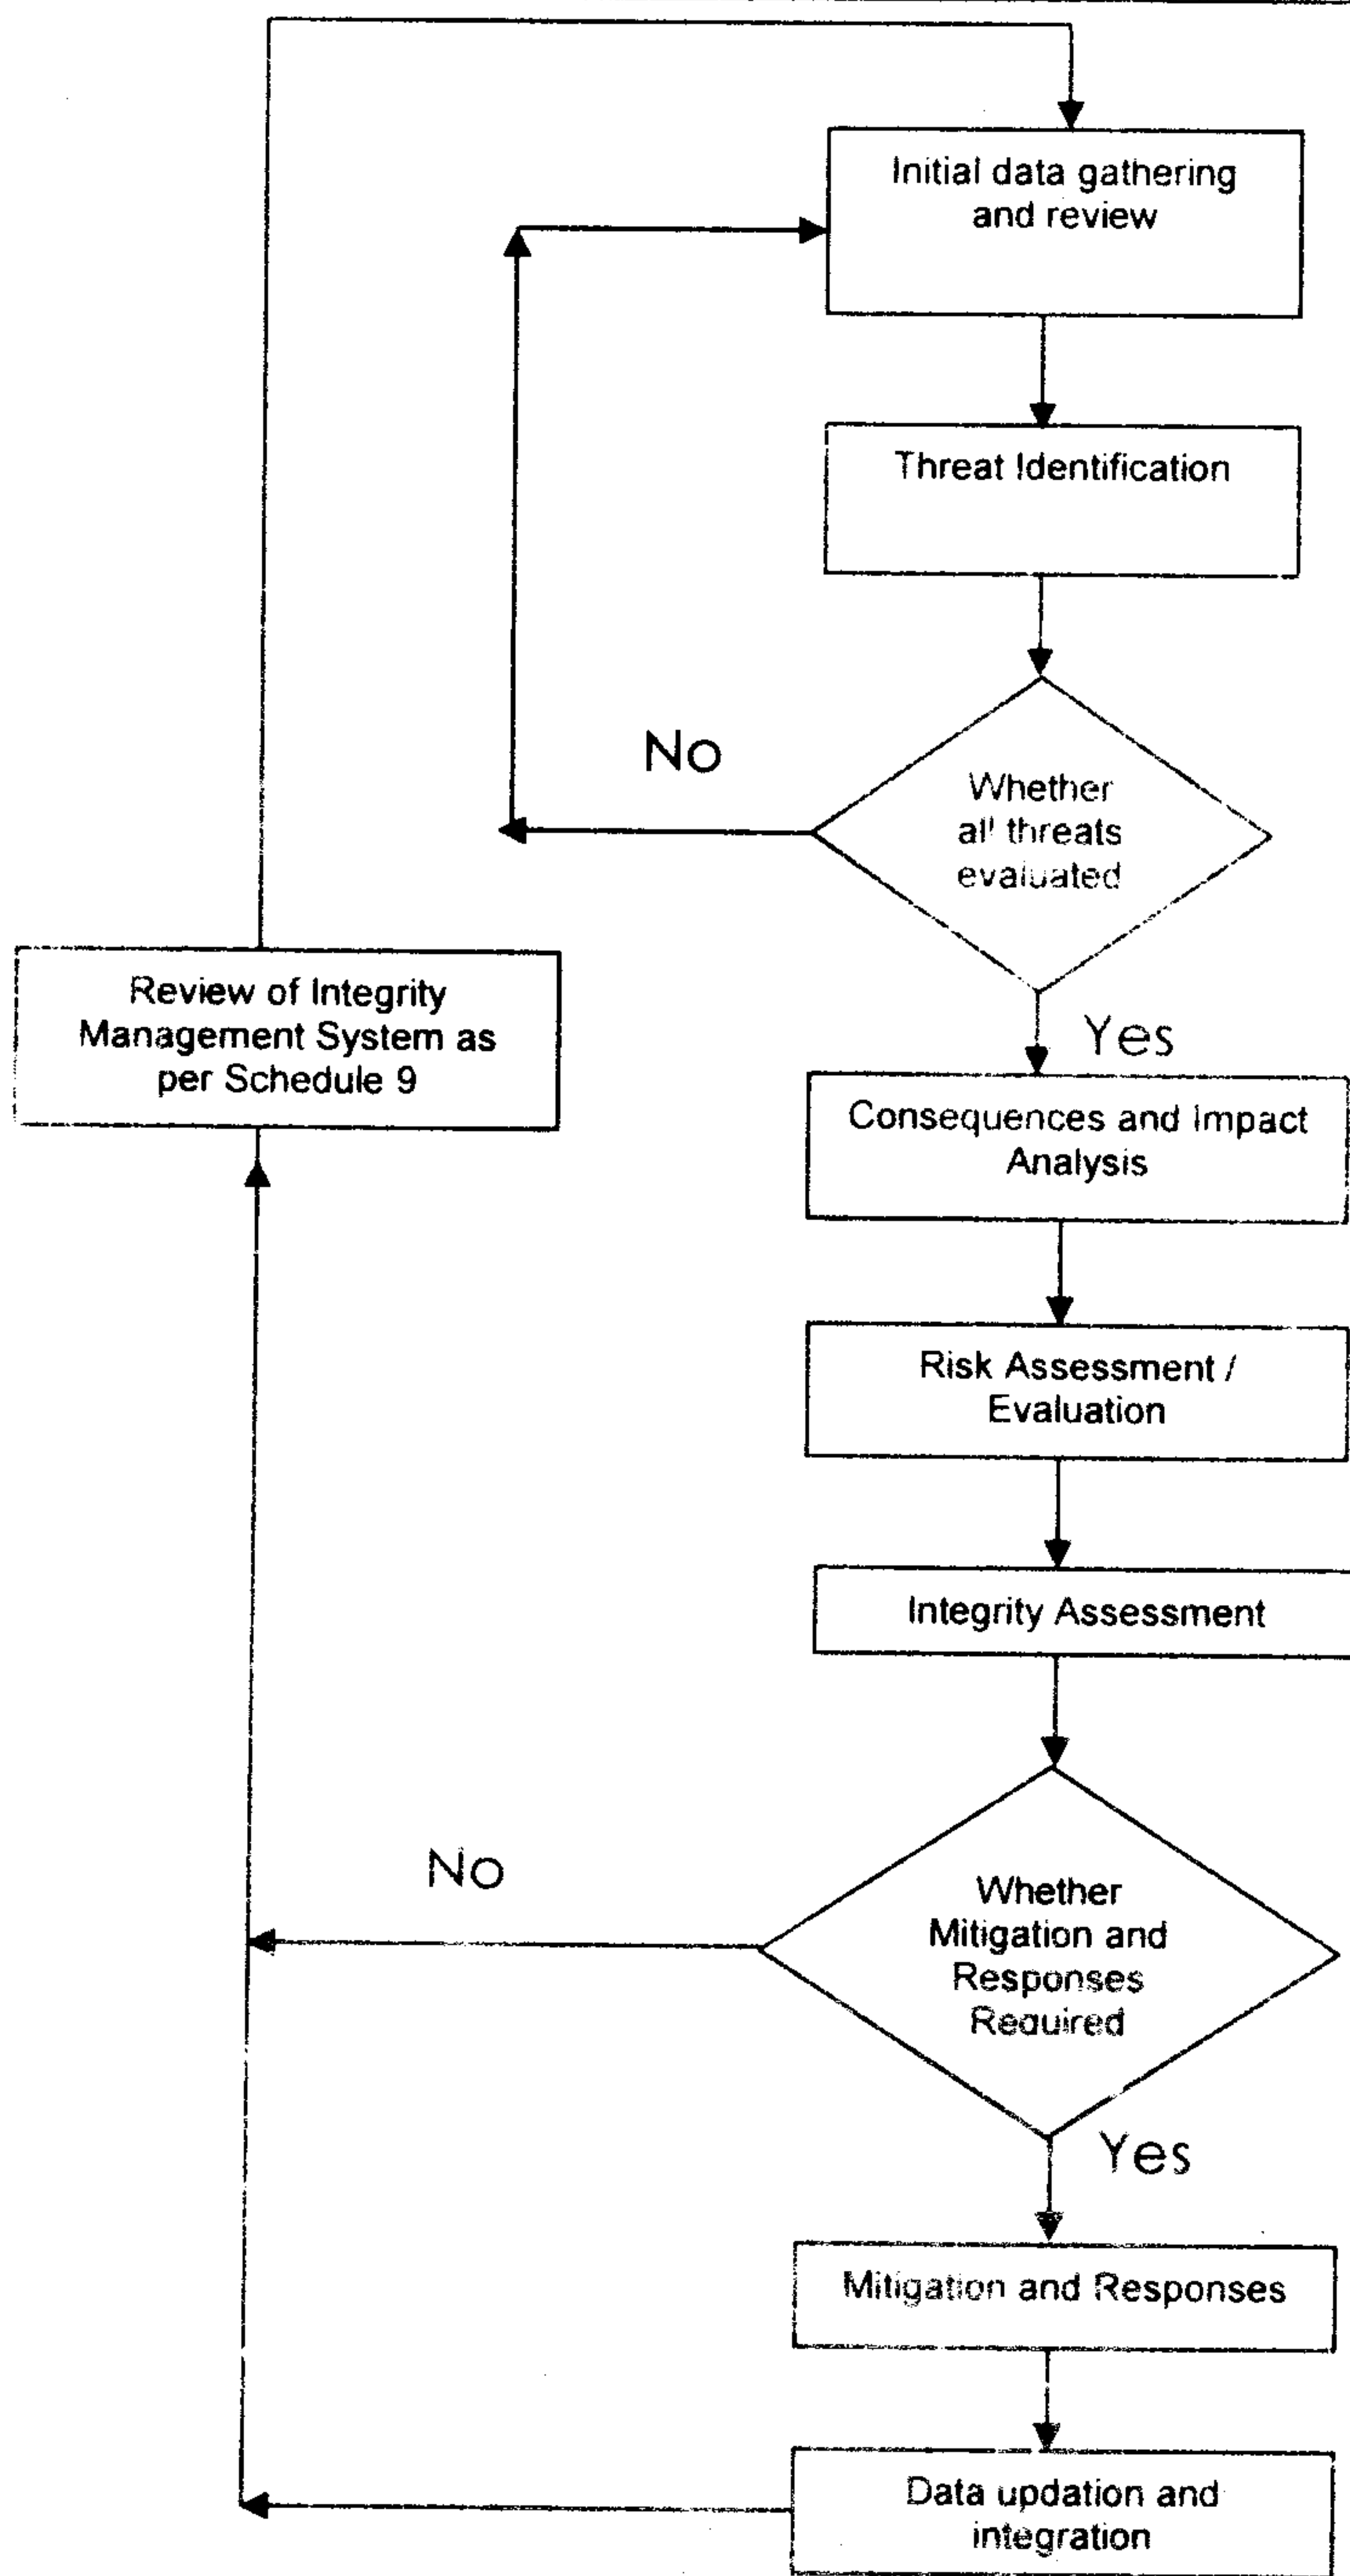 Initial data gathering
and review
Threat Identification
No
Whether
all threats
evaluated
Review of Integrity
Management System as
per Schedule 9
Yes
Consequences and Impact
Analysis
Risk Assessment /
Evaluation
Integrity Assessment
No
Whether
Mitigation and
Responses
Required
Yes
Mitigation and Responses
Data updation and
integration